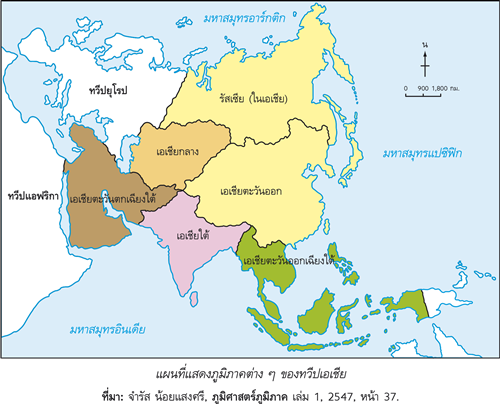 มหาสมุทรอาร์กติก
น
0 900 1,800 กม.
ทวีปยุโรป
รัสเซีย (ในเอเชีย)
เอเชียกลาง
มหาสมุทรแปซิฟิก
ทวีปแอฟริกา
เอเชียตะวันตกเฉียงใต้
เอเชียตะวันออก
เอเชียใต้
เอเชียตะวันออกเฉียงใต้
มหาสมุทรอินเดีย
แผนที่แสดงภูมิภาคต่าง ๆ ของทวีปเอเชีย
ที่มา: จำรัส น้อยแสงศรี, ภูมิศาสตร์ภูมิภาค เล่ม 1, 2547, หน้า 37.